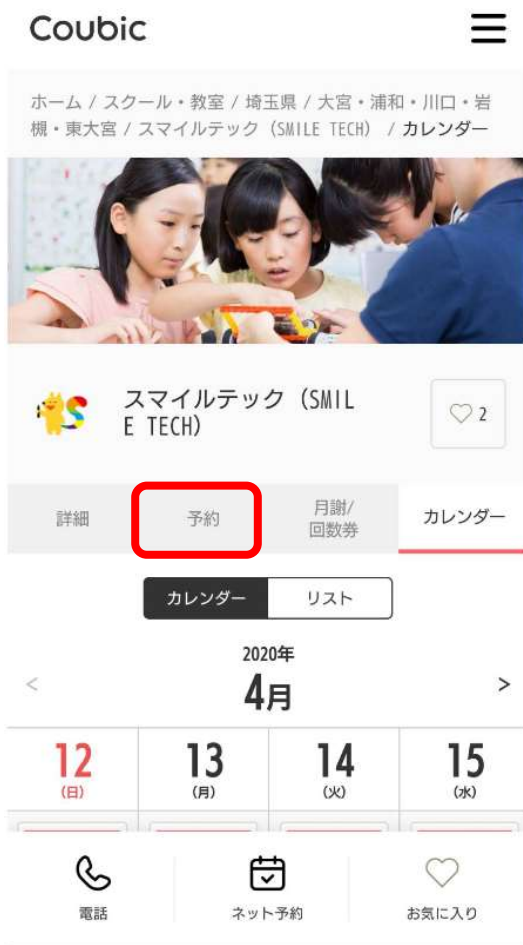 Coubic
ホーム / スクール・教室 / 埼玉県 / 大宮・浦和・川口・岩
槻・東大宮 / スマイルテック（SMILE TECH） / カレンダー
スマイルテック（SMIL
E TECH）
2
詳細
予約
月謝/
回数券
カレンダー
カレンダー
リスト
2020年
<
4月
>
12
(日)
13
(月)
14
(火)
15
(水)
電話
ネット予約
お気に入り